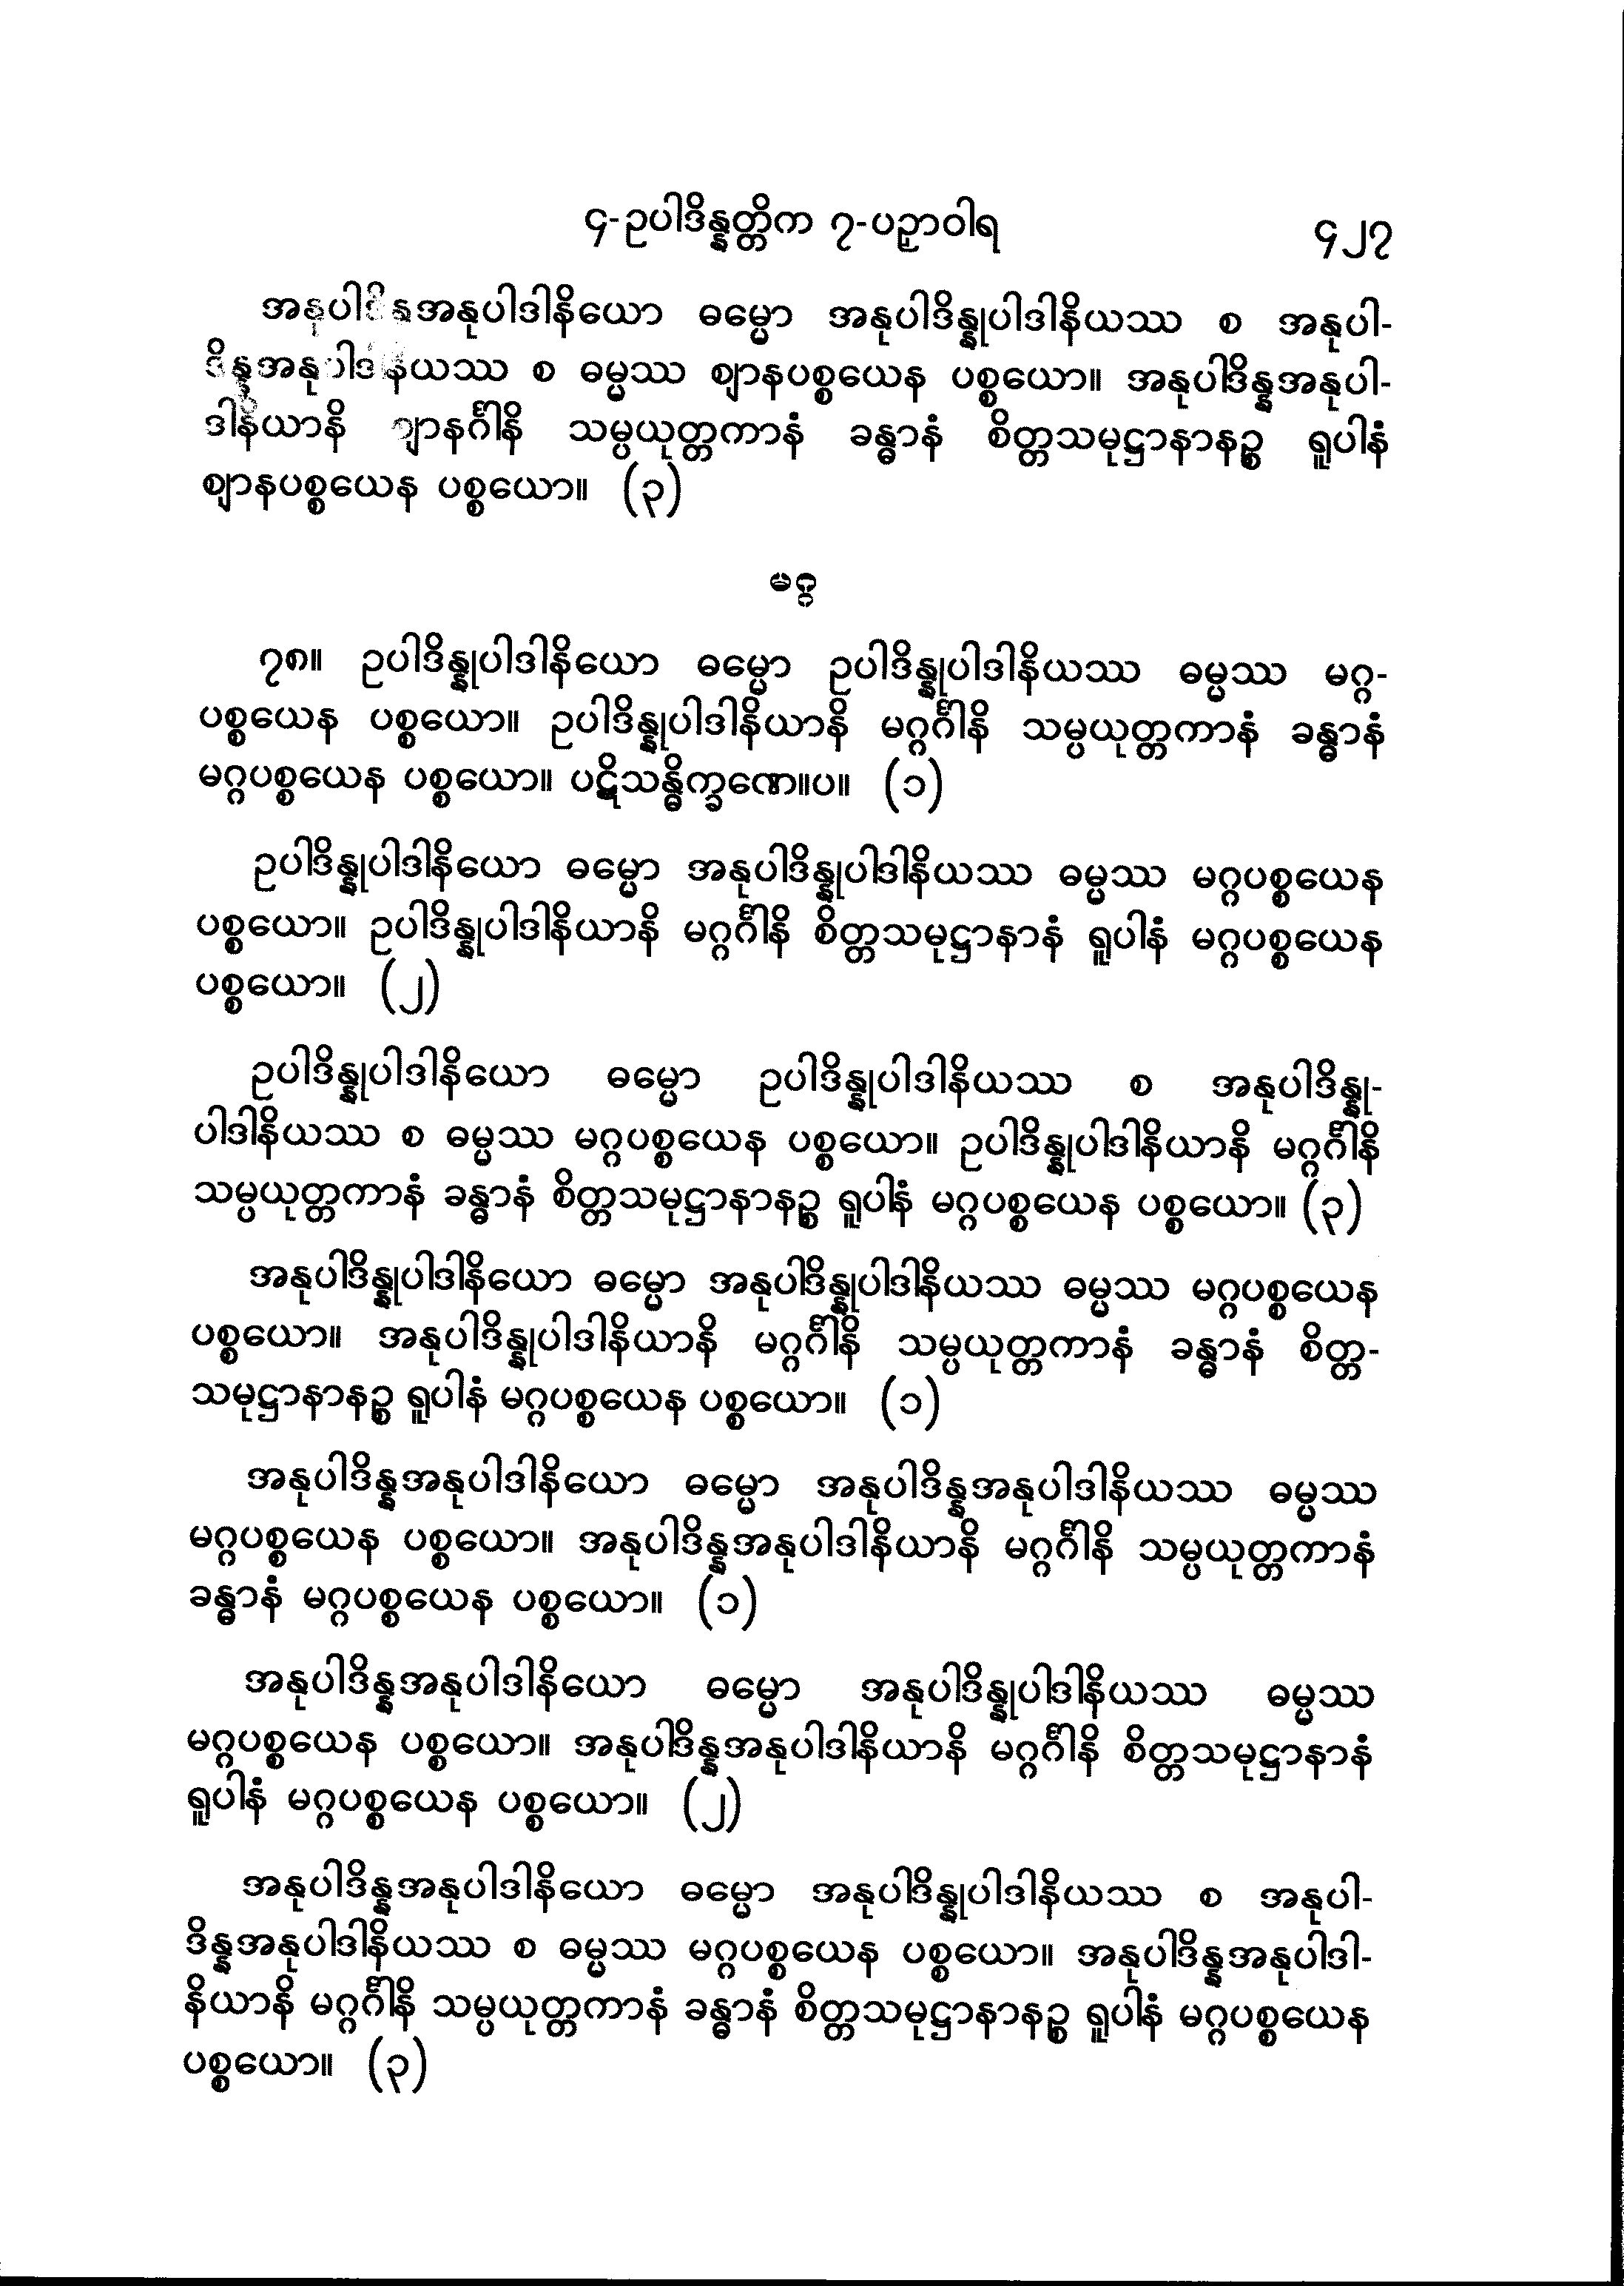 ၄-ဥပါဒိန္နတ္တိက ၇-ပဉှာဝါရ ၄၂၇
အနုပါဒိန္နအနုပါဒါနိယော ဓမ္မော အနုပါဒိန္နုပါဒါနိယဿ စ အနုပါ-
ဒိန္နအနုပါဒါနိယဿ စ ဓမ္မဿ ဈာနပစ္စယေန ပစ္စယော။ အနုပါဒိန္နအနုပါ-
ဒါနိယာနိ ဈာနင်္ဂါနိ သမ္ပယုတ္တကာနံ ခန္ဓာနံ စိတ္တသမုဋ္ဌာနာနဉ္စ ရူပါနံ
ဈာနပစ္စယေန ပစ္စယော။ (၃)
မဂ္ဂ
၇၈။ ဥပါဒိန္နုပါဒါနိယော ဓမ္မော ဥပါဒိန္နုပါဒါနိယဿ ဓမ္မဿ မဂ္ဂ-
ပစ္စယေန ပစ္စယော။ ဥပါဒိန္နုပါဒါနိယာနိ မဂ္ဂင်္ဂါနိ သမ္ပယုတ္တကာနံ ခန္ဓာနံ
မဂ္ဂပစ္စယေန ပစ္စယော။ ပဋိသန္ဓိက္ခဏေ။ပ။ (၁)
ဥပါဒိန္နုပါဒါနိယော ဓမ္မော အနုပါဒိန္နုပါဒါနိယဿ ဓမ္မဿ မဂ္ဂပစ္စယေန
ပစ္စယော။ ဥပါဒိန္နုပါဒါနိယာနိ မဂ္ဂင်္ဂါနိ စိတ္တသမုဋ္ဌာနာနံ ရူပါနံ မဂ္ဂပစ္စယေန
ပစ္စယော။ (၂)
ဥပါဒိန္နုပါဒါနိယော ဓမ္မော ဥပါဒိန္နုပါဒါနိယဿ စ အနုပါဒိန္နု-
ပါဒါနိယဿ စ ဓမ္မဿ မဂ္ဂပစ္စယေန ပစ္စယော။ ဥပါဒိန္နုပါဒါနိယာနိ မဂ္ဂင်္ဂါနိ
သမ္ပယုတ္တကာနံ ခန္ဓာနံ စိတ္တသမုဋ္ဌာနာနဉ္စ ရူပါနံ မဂ္ဂပစ္စယေန ပစ္စယော။ (၃)
အနုပါဒိန္နုပါဒါနိယော ဓမ္မော အနုပါဒိန္နုပါဒါနိယဿ ဓမ္မဿ မဂ္ဂပစ္စယေန
ပစ္စယော။ အနုပါဒိန္နုပါဒါနိယာနိ မဂ္ဂင်္ဂါနိ သမ္ပယုတ္တကာနံ ခန္ဓာနံ စိတ္တ-
သမုဋ္ဌာနာနဉ္စ ရူပါနံ မဂ္ဂပစ္စယေန ပစ္စယော။ (၁)
အနုပါဒိန္နအနုပါဒါနိယော ဓမ္မော အနုပါဒိန္နအနုပါဒါနိယဿ ဓမ္မဿ
မဂ္ဂပစ္စယေန ပစ္စယော။ အနုပါဒိန္နအနုပါဒါနိယာနိ မဂ္ဂင်္ဂါနိ သမ္ပယုတ္တကာနံ
ခန္ဓာနံ မဂ္ဂပစ္စယေန ပစ္စယော။ (၁)
အနုပါဒိန္နအနုပါဒါနိယော ဓမ္မော အနုပါဒိန္နုပါဒါနိယဿ ဓမ္မဿ
မဂ္ဂပစ္စယေန ပစ္စယော။ အနုပါဒိန္နအနုပါဒါနိယာနိ မဂ္ဂင်္ဂါနိ စိတ္တသမုဋ္ဌာနာနံ
ရူပါနံ မဂ္ဂပစ္စယေန ပစ္စယော။ (၂)
အနုပါဒိန္နအနုပါဒါနိယော ဓမ္မော အနုပါဒိန္နုပါဒါနိယဿ စ အနုပါ-
ဒိန္နအနုပါဒါနိယဿ စ ဓမ္မဿ မဂ္ဂပစ္စယေန ပစ္စယော။ အနုပါဒိန္နအနုပါဒါ-
နိယာနိ မဂ္ဂင်္ဂါနိ သမ္ပယုတ္တကာနံ ခန္ဓာနံ စိတ္တသမုဋ္ဌာနာနဉ္စ ရူပါနံ မဂ္ဂပစ္စယေန
ပစ္စယော။ (၃)